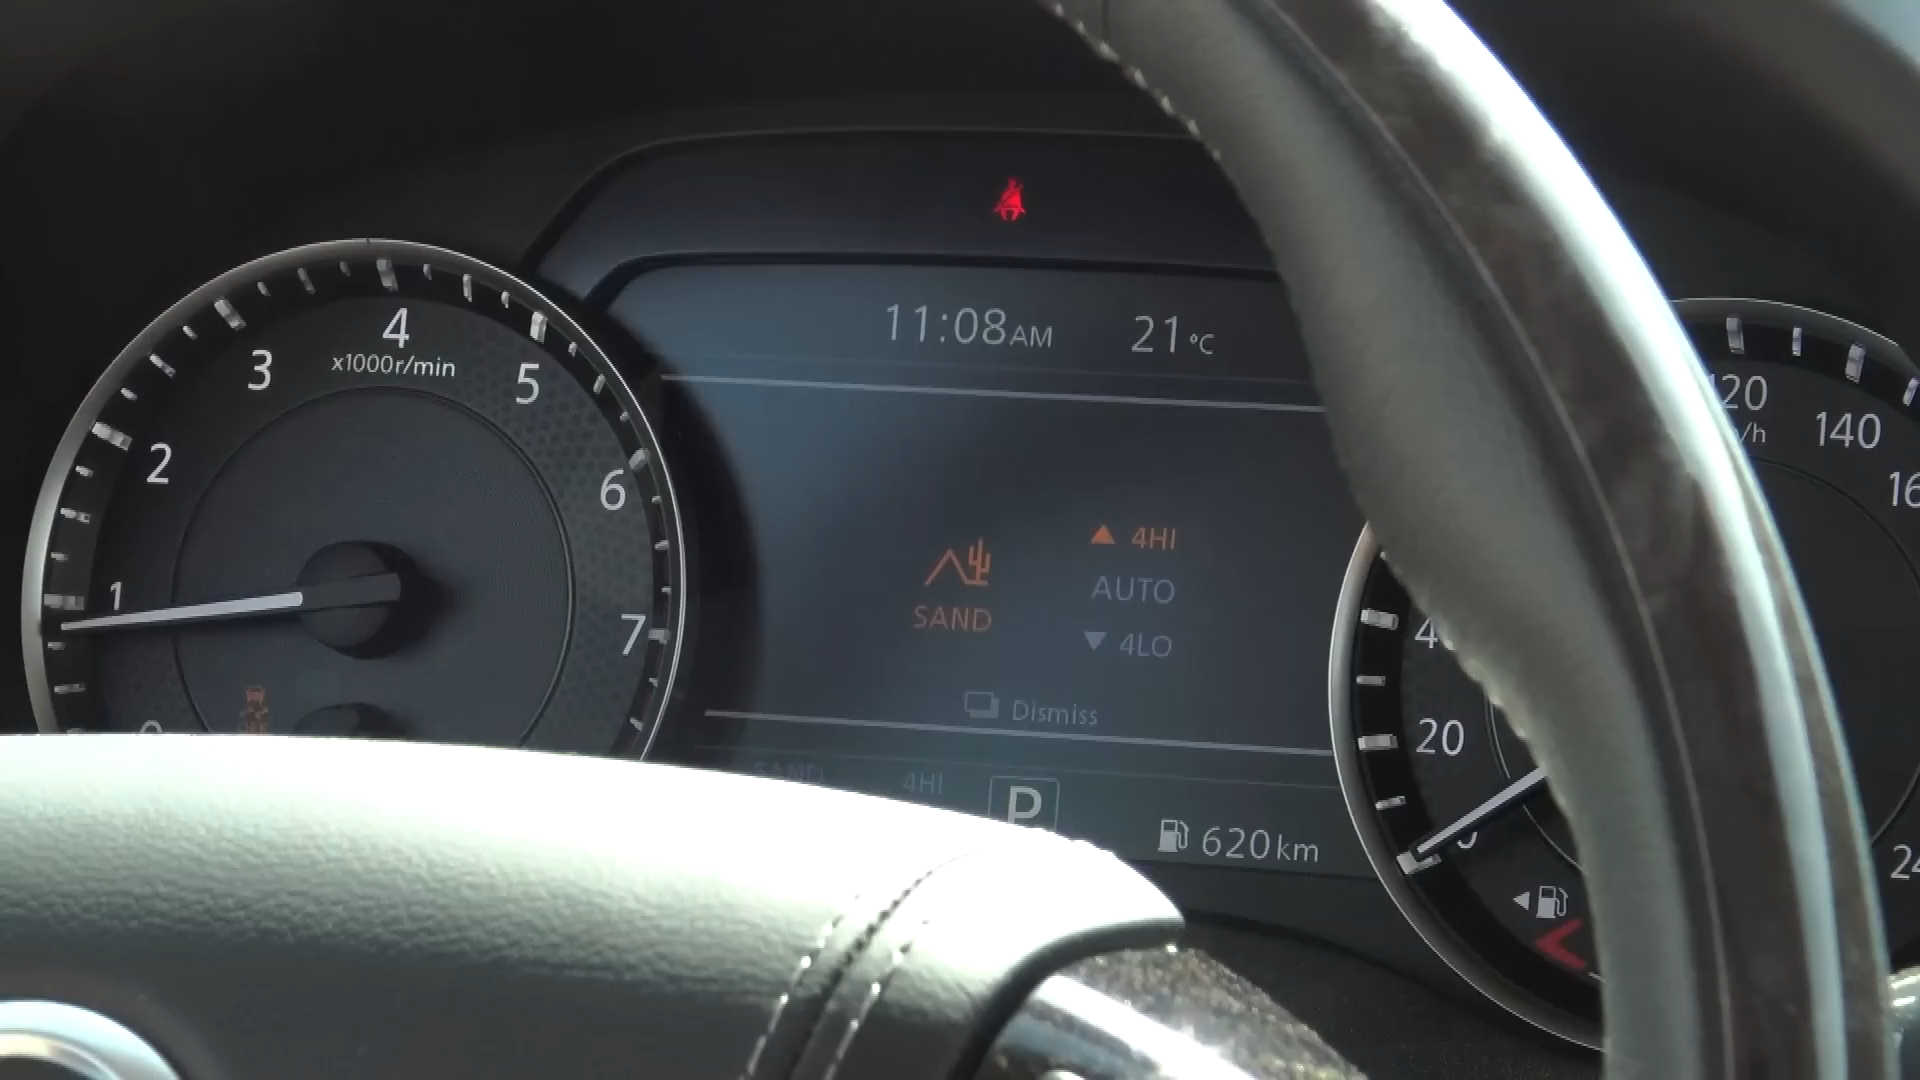 11:08AM 21°C
4
x1000r/min
3
5
2
6
1
7
▲ 4HI
AUTO
▼ 4LO
SAND
Dismiss
SAND 4HI
P
620km
120
140
20